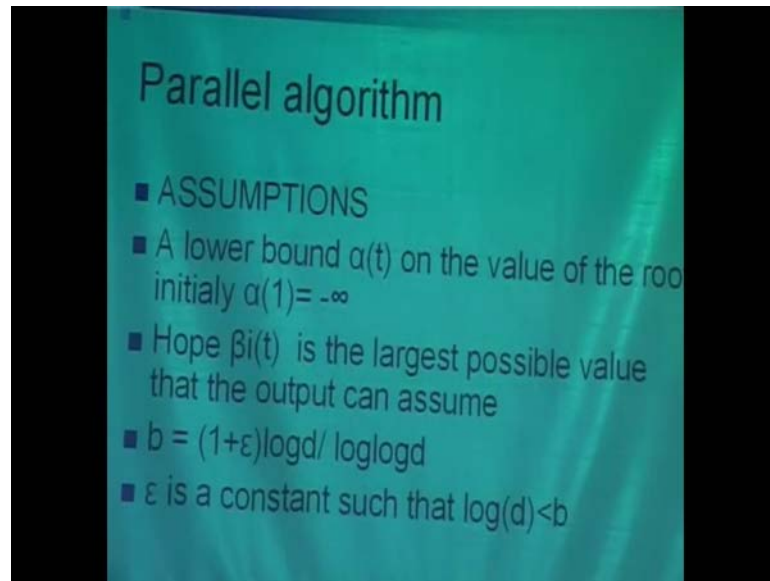 Parallel algorithm
■ ASSUMPTIONS
■ A lower bound α(t) on the value of the roo
initialy α(1)= -∞
■ Hope βi(t) is the largest possible value
that the output can assume
■ b = (1+ε)logd/ loglogd
■ ε is a constant such that log(d)<b